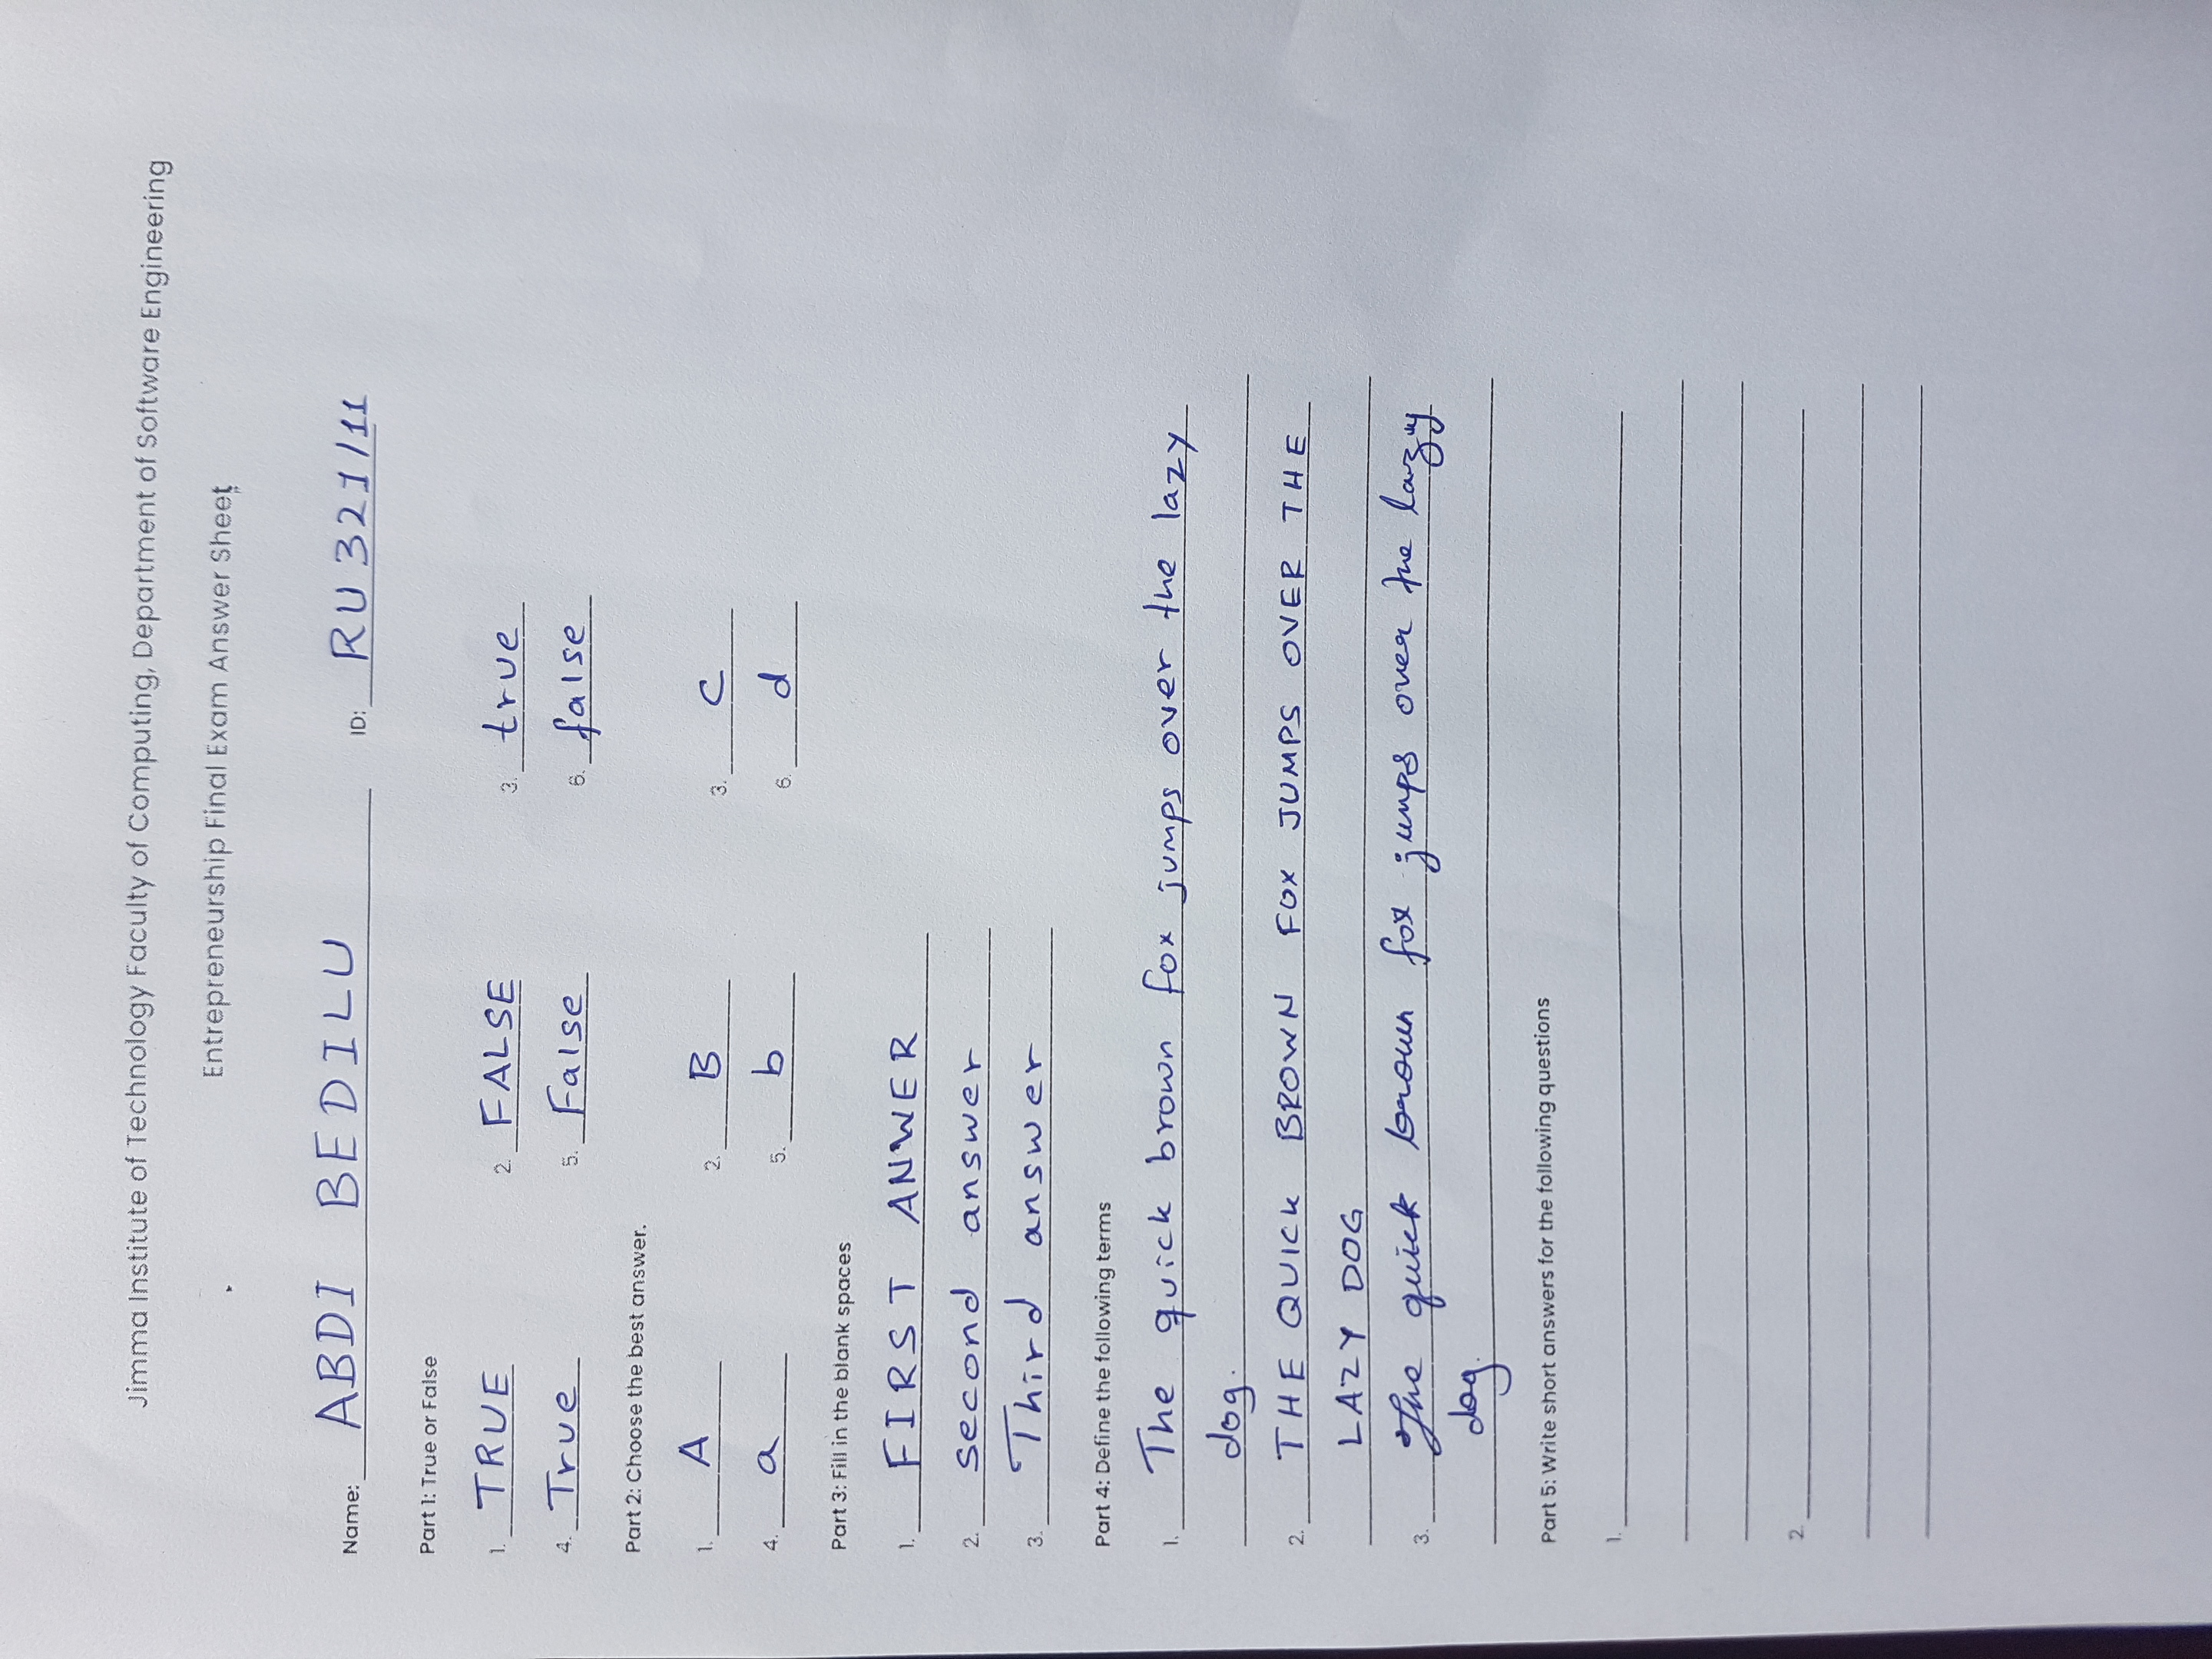 Jimma Institute of Technology Faculty of Computing, Department of Software Engineering
Entrepreneurship Final Exam Answer Sheet
Name: ABDI BEDILU ID: RU 321/11
Part 1: True or False
1. TRUE 2. FALSE 3. true
4. True 5. False 6. false
Part 2: Choose the best answer.
1. A 2. B 3. C
4. a 5. b 6. d
Part 3: Fill in the blank spaces
1. FIRST ANWER
2. second answer
3. Third answer
Part 4: Define the following terms
1. The quick brown fox jumps over the lazy
dog.
2. THE QUICK BROWN FOX JUMPS OVER THE
LAZY DOG
3. The quick brown fox jumps over the lazy
dog.
Part 5: Write short answers for the following questions
1.
2.